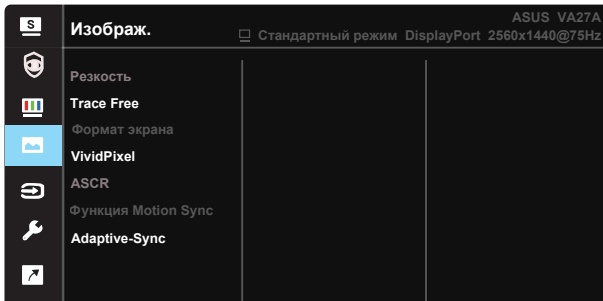 S
Изображ.
ASUS VA27A
Стандартный режим DisplayPort 2560x1440@75Hz
Резкость
Trace Free
Формат экрана
VividPixel
ASCR
Функция Motion Sync
Adaptive-Sync